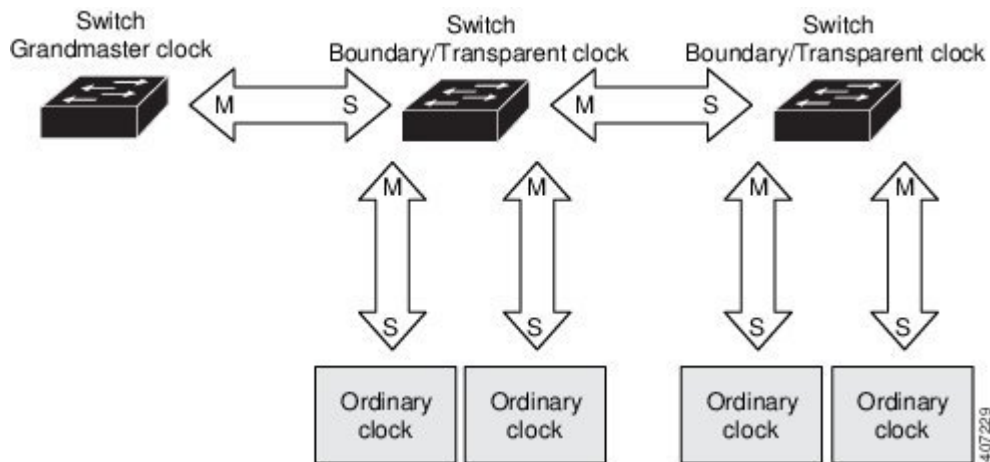 Switch
Grandmaster clock
Switch
Boundary/Transparent clock
Switch
Boundary/Transparent clock
M
S
M
S
M
M
M
M
S
S
S
S
Ordinary
clock
Ordinary
clock
Ordinary
clock
Ordinary
clock
407229